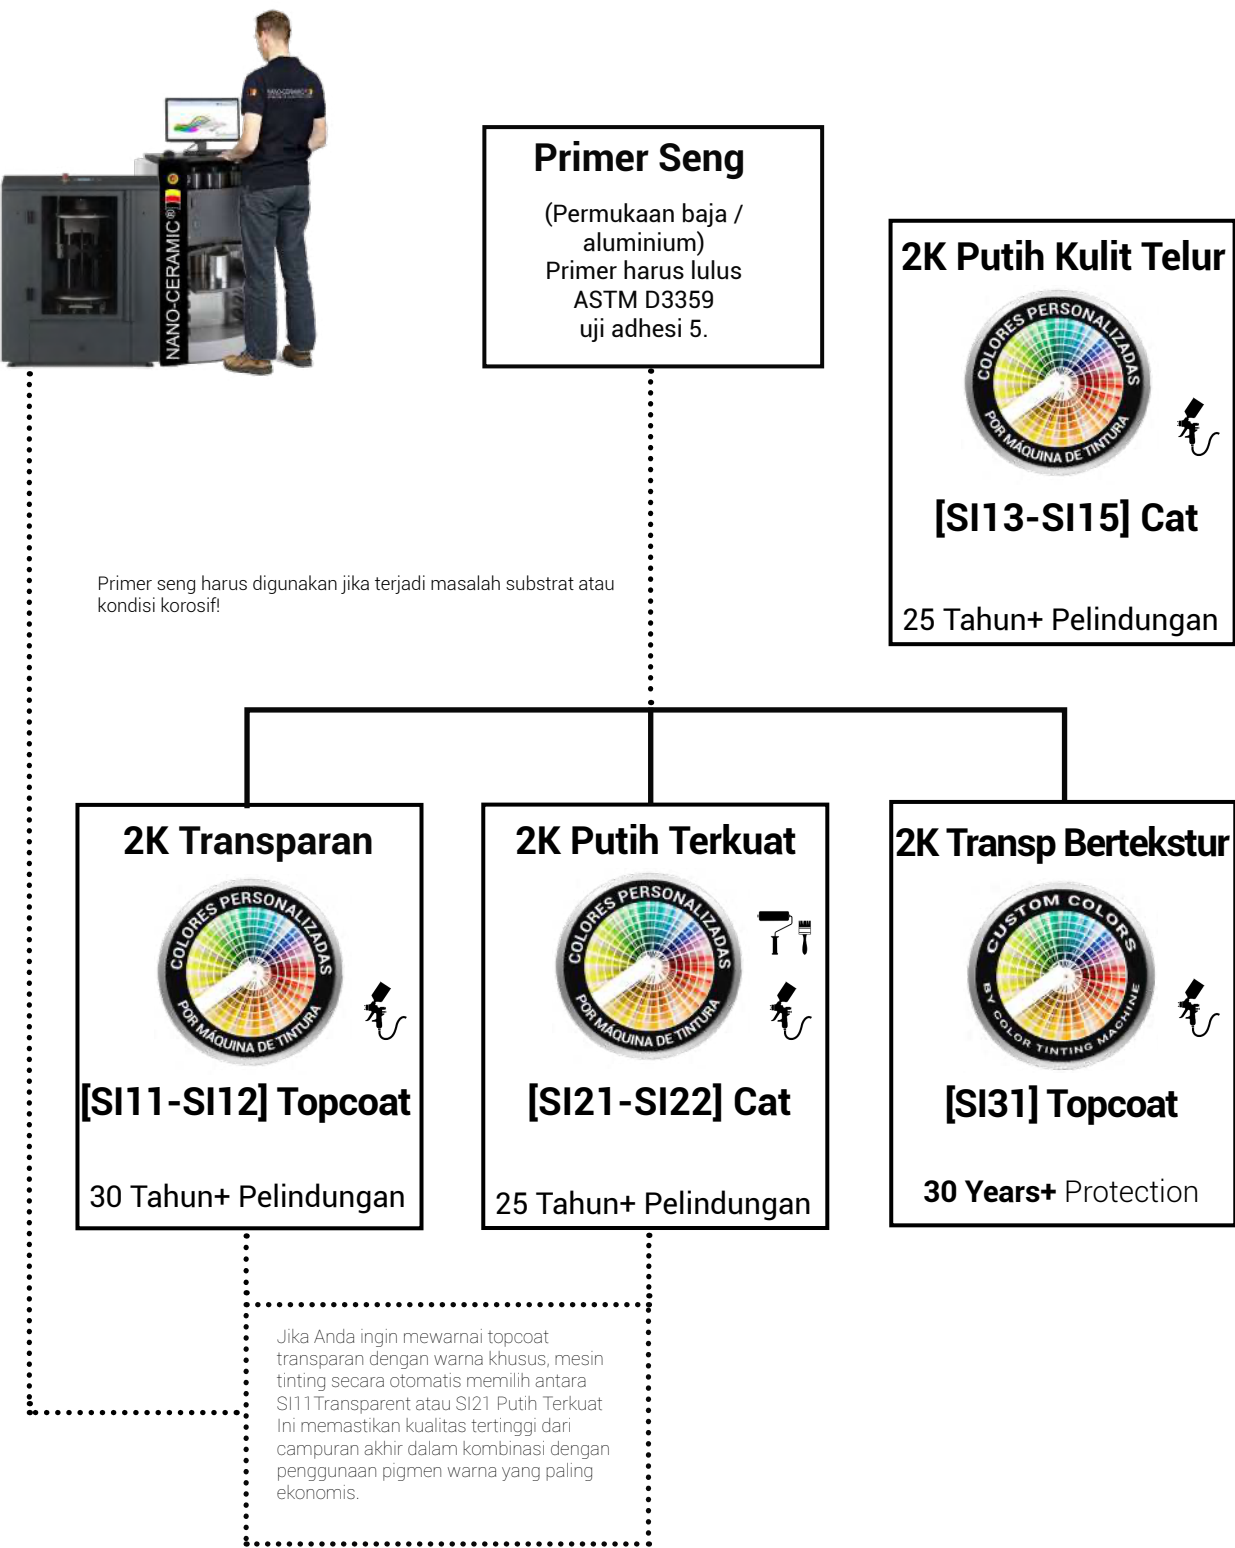 NANO-CERAMIC®
Primer Seng
(Permukaan baja /
aluminium)
Primer harus lulus
ASTM D3359
uji adhesi 5.
2K Putih Kulit Telur
COLORES PERSONALIZADAS
POR MÁQUINA DE TINTURA
[SI13-SI15] Cat
25 Tahun+ Pelindungan
Primer seng harus digunakan jika terjadi masalah substrat atau
kondisi korosif!
2K Transparan
COLORES PERSONALIZADAS
POR MÁQUINA DE TINTURA
[SI11-SI12] Topcoat
30 Tahun+ Pelindungan
2K Putih Terkuat
COLORES PERSONALIZADAS
POR MÁQUINA DE TINTURA
[SI21-SI22] Cat
25 Tahun+ Pelindungan
2K Transp Bertekstur
CUSTOM COLORS
BY COLOR TINTING MACHINE
[SI31] Topcoat
30 Years+ Protection
Jika Anda ingin mewarnai topcoat
transparan dengan warna khusus, mesin
tinting secara otomatis memilih antara
SI11Transparent atau SI21 Putih Terkuat
Ini memastikan kualitas tertinggi dari
campuran akhir dalam kombinasi dengan
penggunaan pigmen warna yang paling
ekonomis.